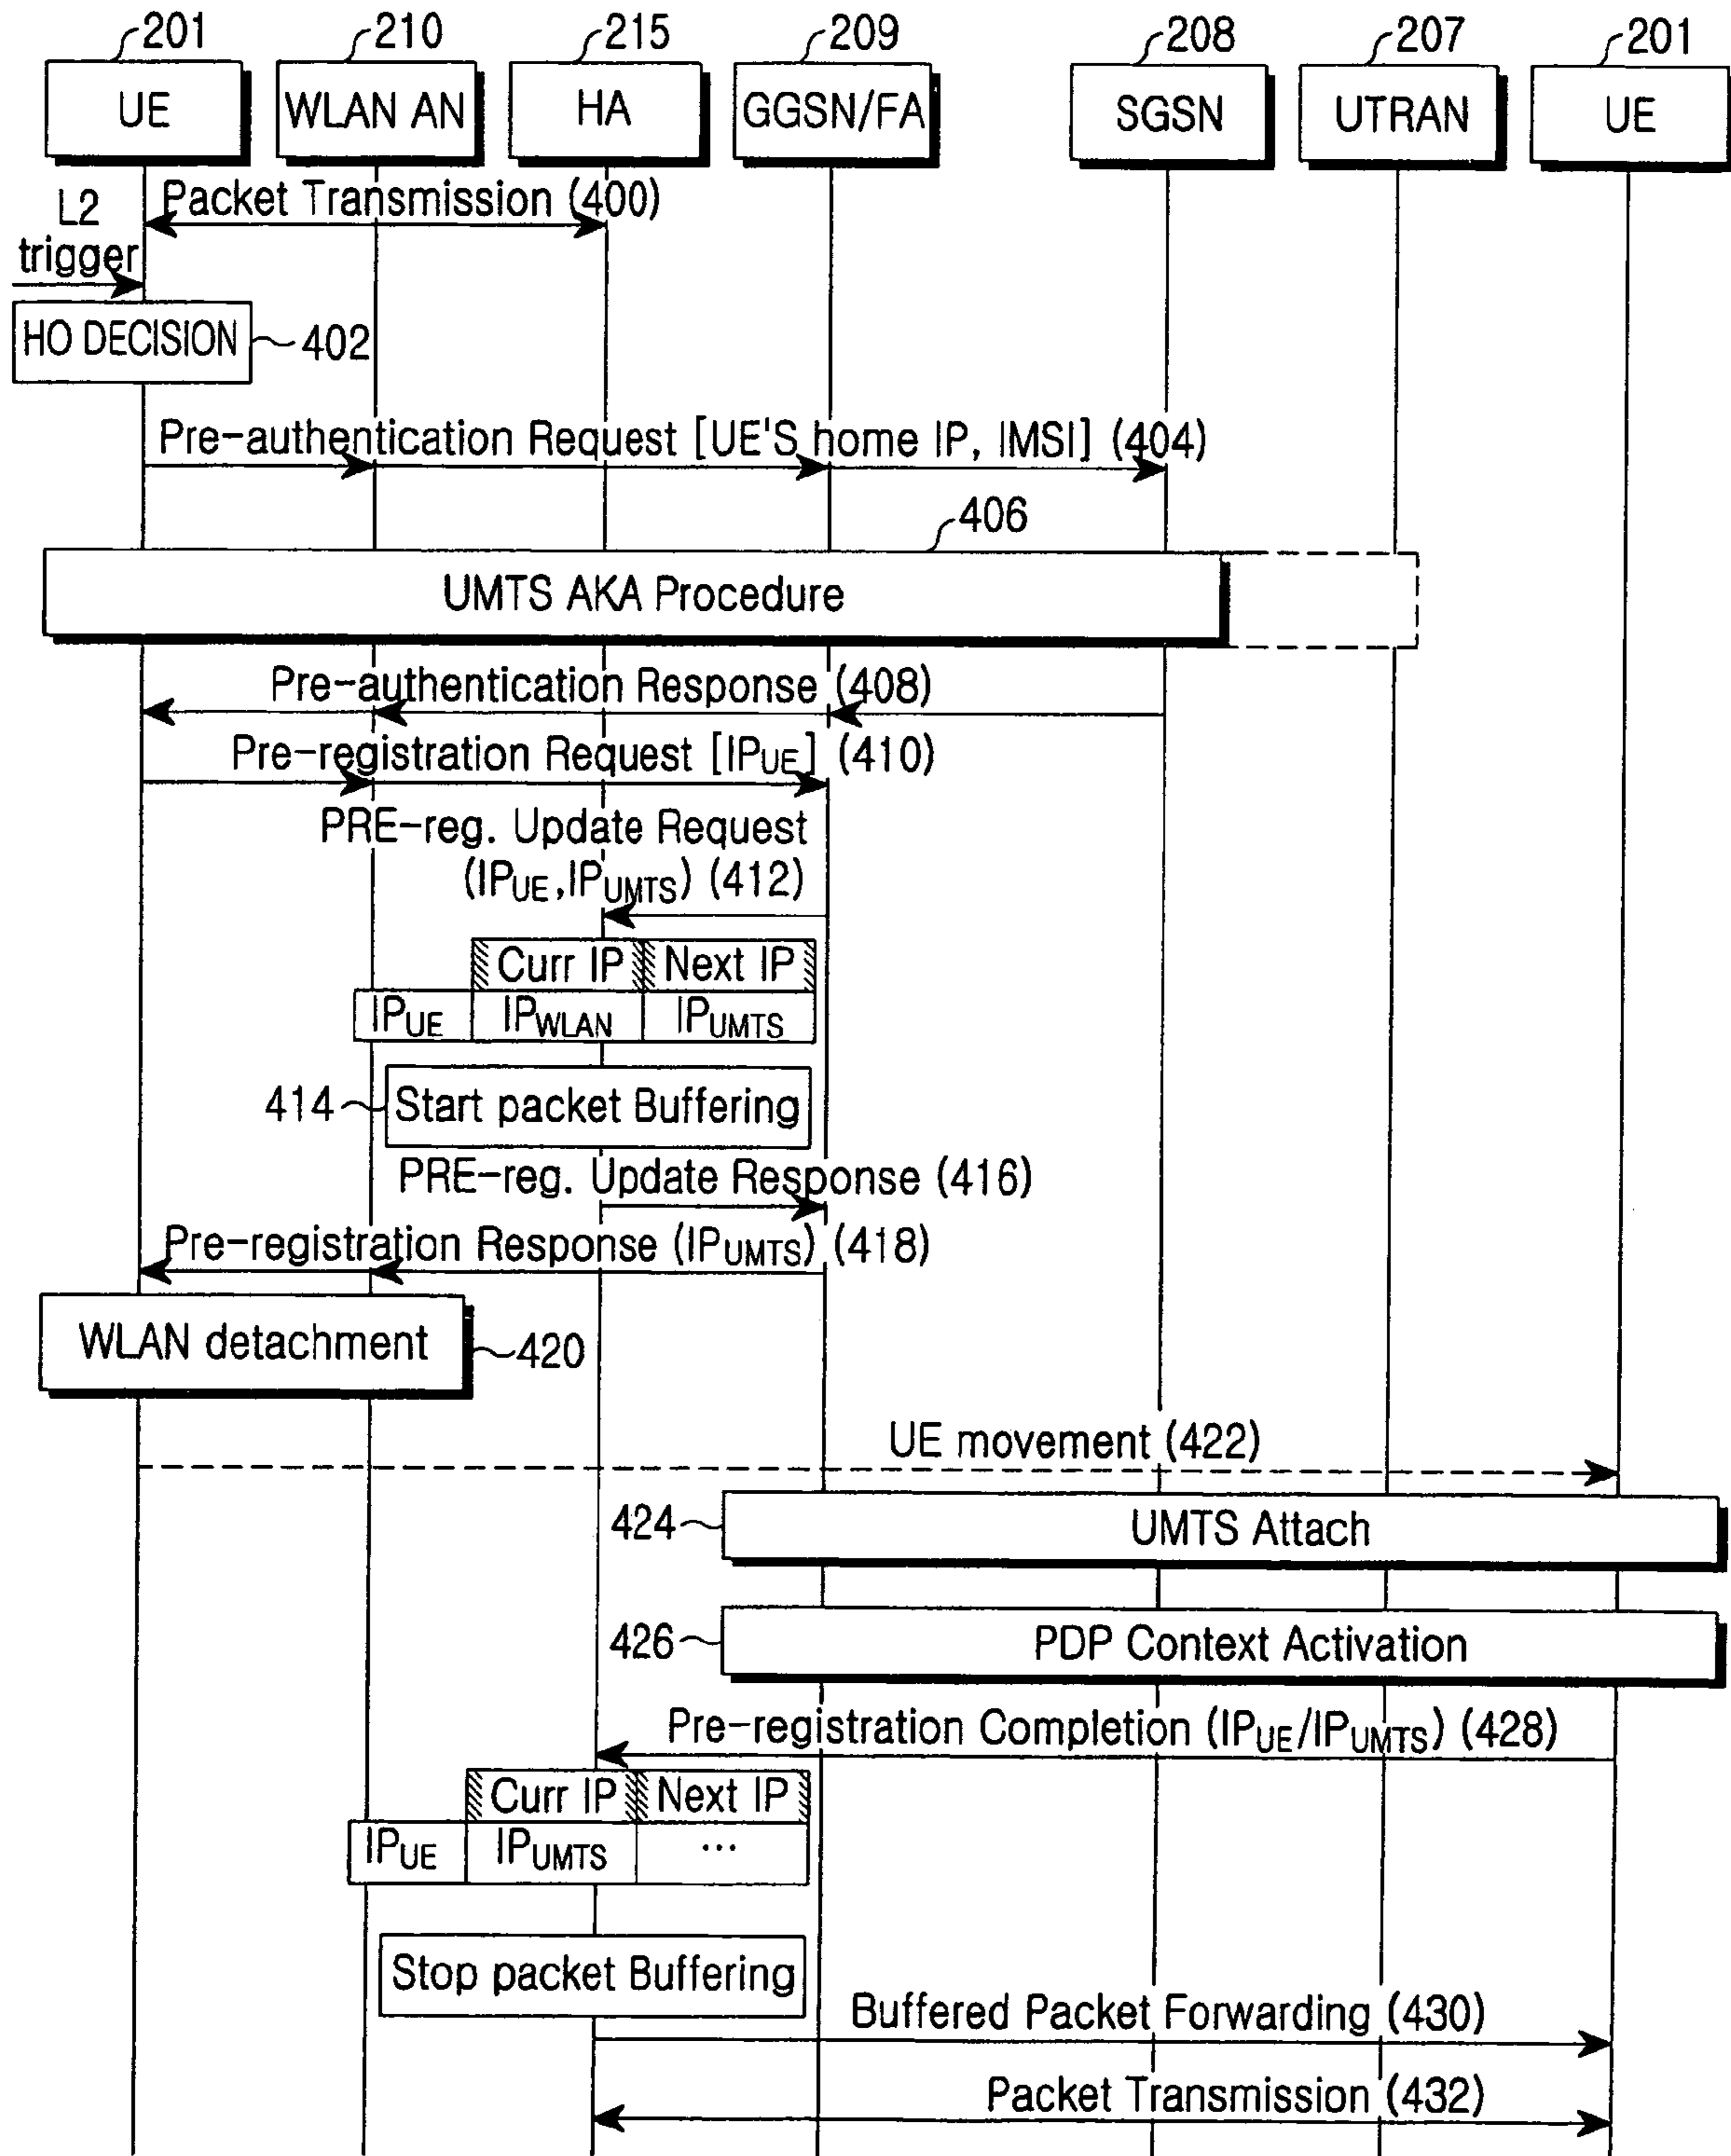 201 210 215 209 208 207 201
UE WLAN AN HA GGSN/FA SGSN UTRAN UE
Packet Transmission (400)
L2
trigger
HO DECISION 402
Pre-authentication Request [UE'S home IP, IMSI] (404)
406
UMTS AKA Procedure
Pre-authentication Response (408)
Pre-registration Request [IPUE] (410)
PRE-reg. Update Request
(IPUE,IPUMTS) (412)
Curr IP Next IP
IPUE IPWLAN IPUMTS
414 Start packet Buffering
PRE-reg. Update Response (416)
Pre-registration Response (IPUMTS) (418)
WLAN detachment 420
UE movement (422)
424 UMTS Attach
426 PDP Context Activation
Pre-registration Completion (IPUE/IPUMTS) (428)
Curr IP Next IP
IPUE IPUMTS ...
Stop packet Buffering
Buffered Packet Forwarding (430)
Packet Transmission (432)